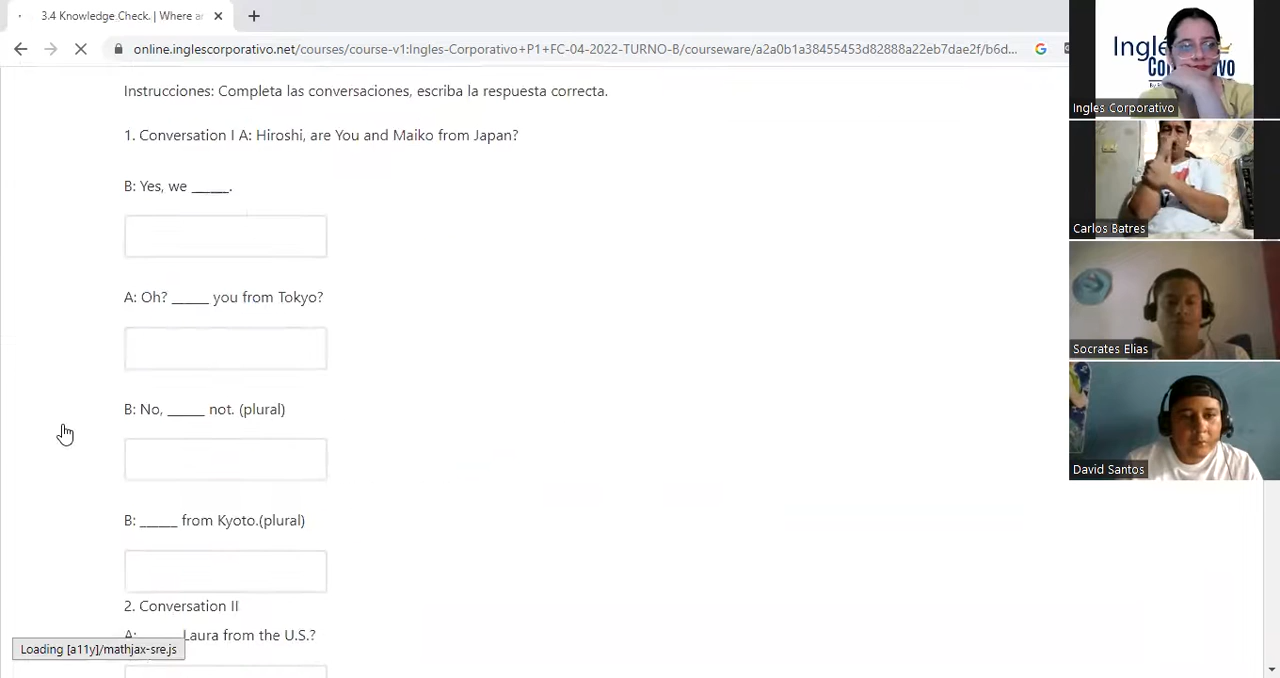 3.4 Knowledge Check. | Where ar
online.inglescorporativo.net/courses/course-v1:Ingles-Corporativo+P1+FC-04-2022-TURNO-B/courseware/a2a0b1a38455453d82888a22eb7dae2f/b6d...
Instrucciones: Completa las conversaciones, escriba la respuesta correcta.
1. Conversation I A: Hiroshi, are You and Maiko from Japan?
B: Yes, we _____.
A: Oh? _____ you from Tokyo?
B: No, _____ not. (plural)
B: _____ from Kyoto.(plural)
2. Conversation II
A: _____ Laura from the U.S.?
Loading [a11y]/mathjax-sre.js
Ingles Corporativo
Carlos Batres
Socrates Elias
David Santos